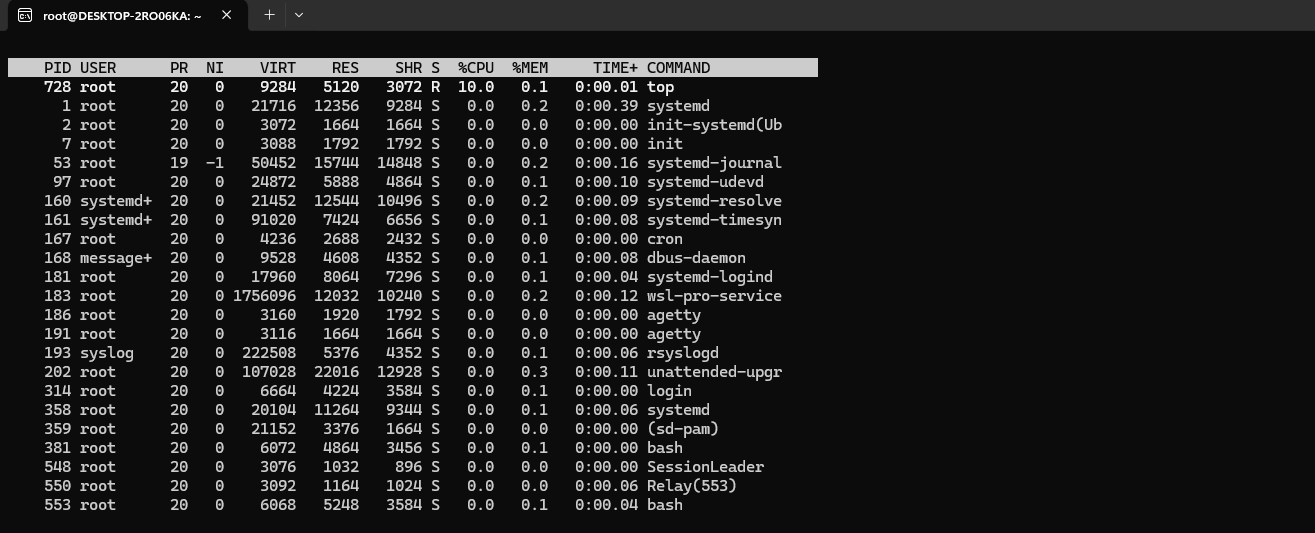 root@DESKTOP-2RO06KA: ~
PID USER PR NI VIRT RES SHR S %CPU %MEM TIME+ COMMAND
728 root 20 0 9284 5120 3072 R 10.0 0.1 0:00.01 top
1 root 20 0 21716 12356 9284 S 0.0 0.2 0:00.39 systemd
2 root 20 0 3072 1664 1664 S 0.0 0.0 0:00.00 init-systemd(Ub
7 root 20 0 3088 1792 1792 S 0.0 0.0 0:00.00 init
53 root 19 -1 50452 15744 14848 S 0.0 0.2 0:00.16 systemd-journal
97 root 20 0 24872 5888 4864 S 0.0 0.1 0:00.10 systemd-udevd
160 systemd+ 20 0 21452 12544 10496 S 0.0 0.2 0:00.09 systemd-resolve
161 systemd+ 20 0 91020 7424 6656 S 0.0 0.1 0:00.08 systemd-timesyn
167 root 20 0 4236 2688 2432 S 0.0 0.0 0:00.00 cron
168 message+ 20 0 9528 4608 4352 S 0.0 0.1 0:00.08 dbus-daemon
181 root 20 0 17960 8064 7296 S 0.0 0.1 0:00.04 systemd-logind
183 root 20 0 1756096 12032 10240 S 0.0 0.2 0:00.12 wsl-pro-service
186 root 20 0 3160 1920 1792 S 0.0 0.0 0:00.00 agetty
191 root 20 0 3116 1664 1664 S 0.0 0.0 0:00.00 agetty
193 syslog 20 0 222508 5376 4352 S 0.0 0.1 0:00.06 rsyslogd
202 root 20 0 107028 22016 12928 S 0.0 0.3 0:00.11 unattended-upgr
314 root 20 0 6664 4224 3584 S 0.0 0.1 0:00.00 login
358 root 20 0 20104 11264 9344 S 0.0 0.1 0:00.06 systemd
359 root 20 0 21152 3376 1664 S 0.0 0.0 0:00.00 (sd-pam)
381 root 20 0 6072 4864 3456 S 0.0 0.1 0:00.00 bash
548 root 20 0 3076 1032 896 S 0.0 0.0 0:00.00 SessionLeader
550 root 20 0 3092 1164 1024 S 0.0 0.0 0:00.06 Relay(553)
553 root 20 0 6068 5248 3584 S 0.0 0.1 0:00.04 bash